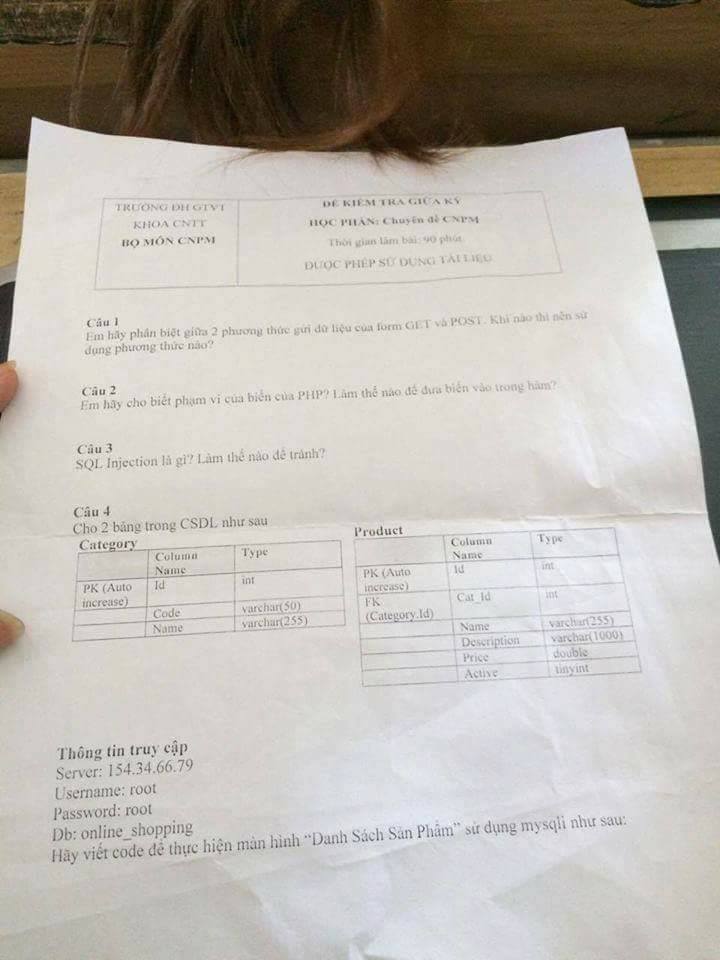 TRƯỜNG ĐH GTVT
KHOA CNTT
BỘ MÔN CNPM
ĐỀ KIỂM TRA GIỮA KỲ
HỌC PHẦN: Chuyên đề CNPM
Thời gian làm bài: 90 phút
ĐƯỢC PHÉP SỬ DỤNG TÀI LIỆU
Câu 1
Em hãy phân biệt giữa 2 phương thức gửi dữ liệu của form GET và POST. Khi nào thì nên sử
dụng phương thức nào?
Câu 2
Em hãy cho biết phạm vi của biến của PHP? Làm thế nào để đưa biến vào trong hàm?
Câu 3
SQL Injection là gì? Làm thế nào để tránh?
Câu 4
Cho 2 bảng trong CSDL như sau
Category
Column Type
Name
PK (Auto Id int
increase)
Code varchar(50)
Name varchar(255)
Product
Column Type
Name
PK (Auto Id int
increase)
FK Cat_Id int
(Category.Id)
Name varchar(255)
Description varchar(1000)
Price double
Active tinyint
Thông tin truy cập
Server: 154.34.66.79
Username: root
Password: root
Db: online_shopping
Hãy viết code để thực hiện màn hình “Danh Sách Sản Phẩm” sử dụng mysqli như sau: